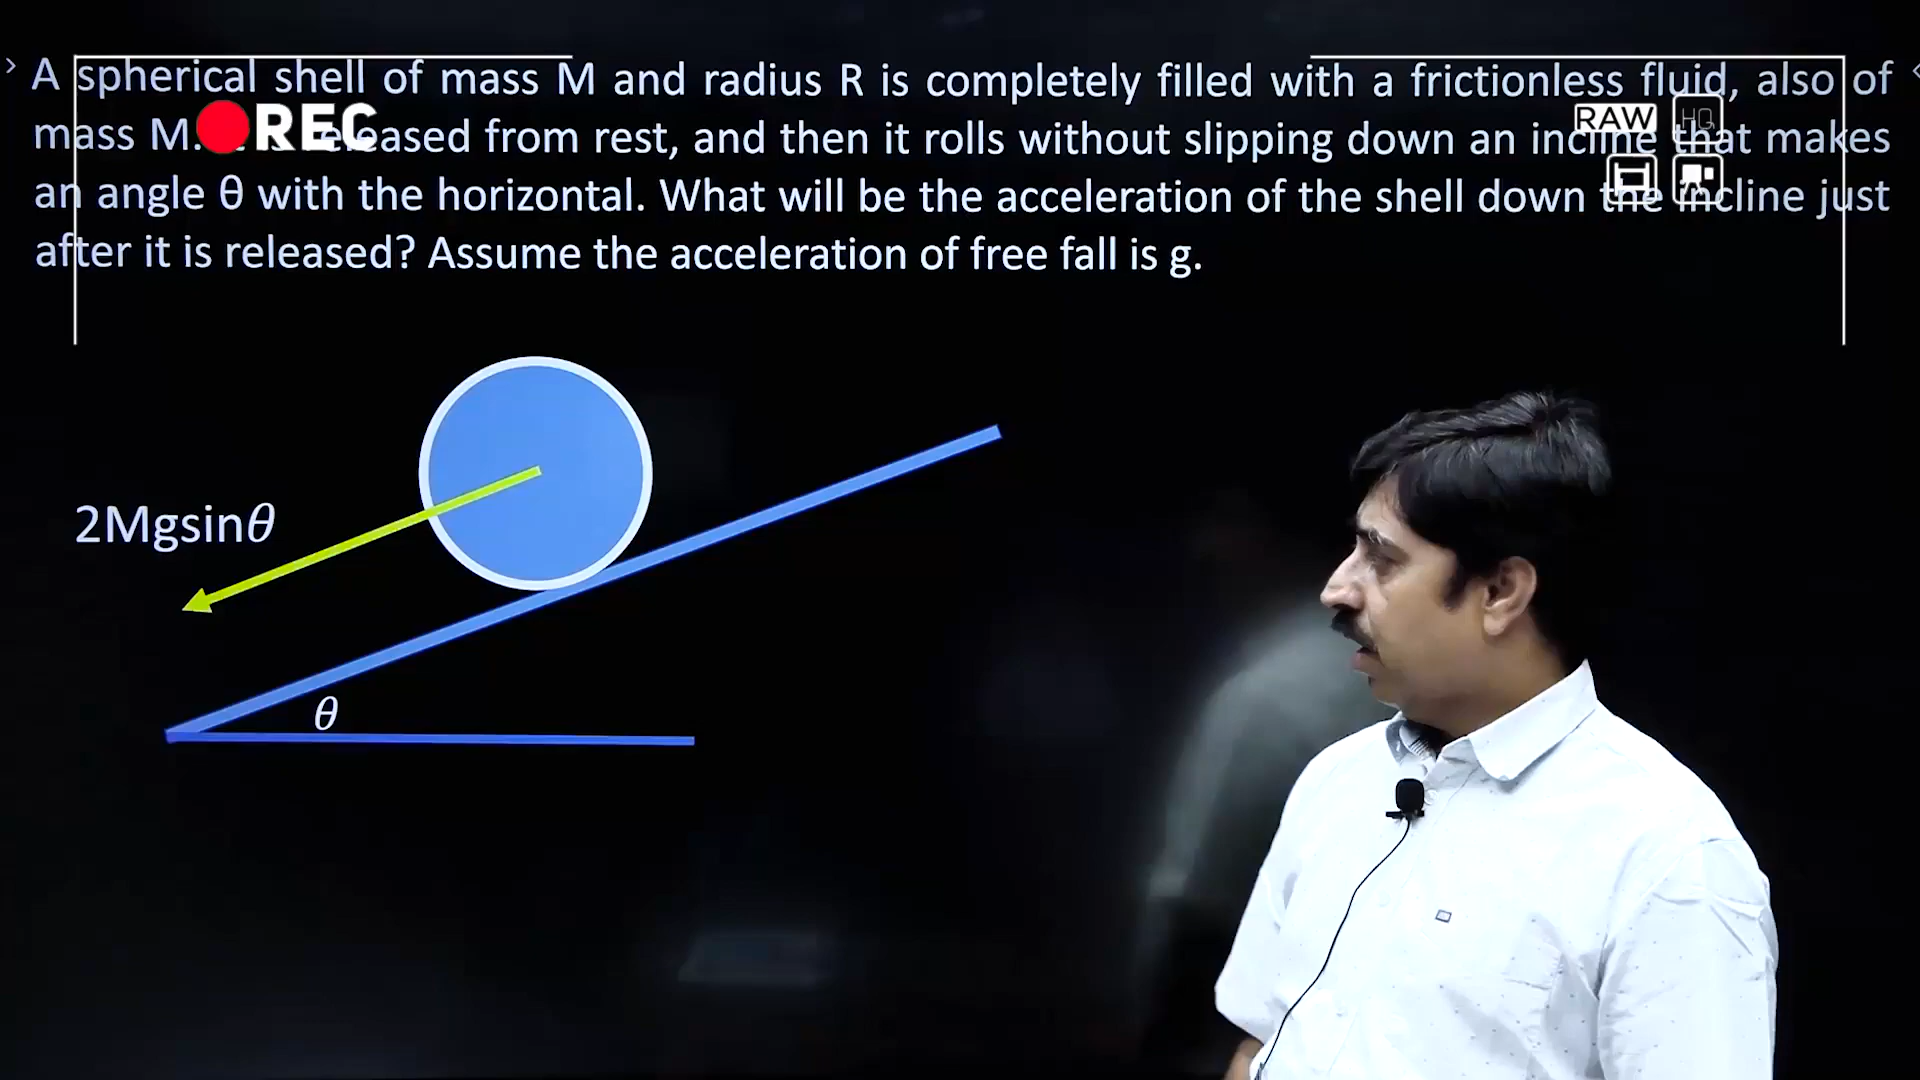 A spherical shell of mass M and radius R is completely filled with a frictionless fluid, also of
mass M. released from rest, and then it rolls without slipping down an incline that makes
an angle θ with the horizontal. What will be the acceleration of the shell down the incline just
after it is released? Assume the acceleration of free fall is g.
REC
RAW
HQ
2Mgsinθ
θ